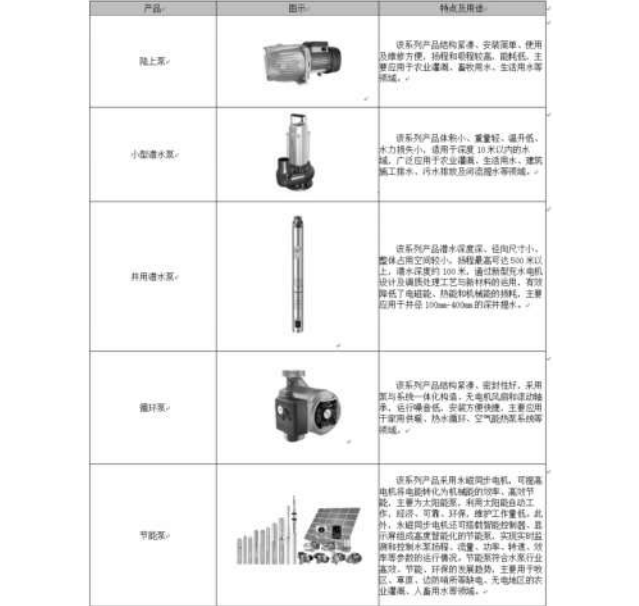 产品
图示
特点及用途
陆上泵
该系列产品结构紧凑、安装简单、使用
及维修方便，扬程和吸程较高，能耗低。主
要应用于农业灌溉、畜牧用水、生活用水等
领域。
小型潜水泵
该系列产品体积小、重量轻、温升低、
水力损失小，适用于深度 10 米以内的水
域。广泛应用于农业灌溉、生活用水、建筑
施工排水、污水排放及河流提水等领域。
井用潜水泵
该系列产品潜水深度深、径向尺寸小，
整体占用空间较小，扬程最高可达 500 米以
上，潜水深度约 100 米，通过新型充水电机
设计及调质处理工艺与新材料的运用，有效
降低了电磁能、热能和机械能的损耗，主要
应用于井径 100mm-400mm 的深井提水。
循环泵
该系列产品结构紧凑、密封性好，采用
泵与系统一体化构造，无电机风扇和滚动轴
承，运行噪音低，安装方便快捷，主要应用
于家用供暖、热水循环、空气能热泵系统等
领域。
节能泵
该系列产品采用永磁同步电机，可提高
电机将电能转化为机械能的效率，高效节
能，主要为太阳能泵，利用太阳能自动工
作，经济、可靠、环保，维护工作量低。此
外，永磁同步电机还可搭载智能控制器、显
示屏组成高度智能化的节能泵，实现实时监
测和控制水泵扬程、流量、功率、转速、效
率等参数的运行情况。节能泵符合水泵行业
高效、节能、环保的发展趋势，主要用于牧
区、草原、边防哨所等缺电、无电地区的农
业灌溉、人畜用水等领域。